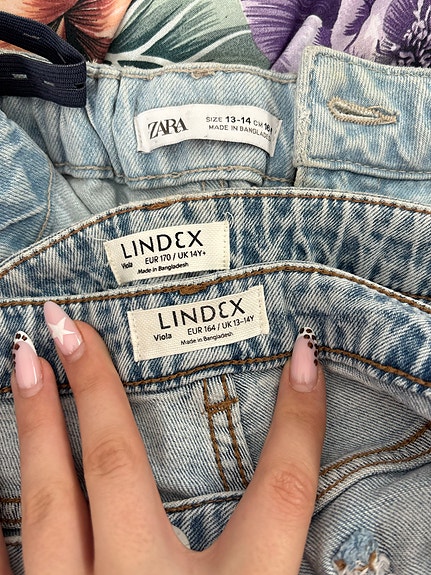 ZARA
SIZE 13-14 CM
MADE IN
LINDEX
Viola EUR 170 / UK 14Y+
Made in Bangladesh
LINDEX
Viola EUR 164 / UK 13-14Y
Made in Bangladesh